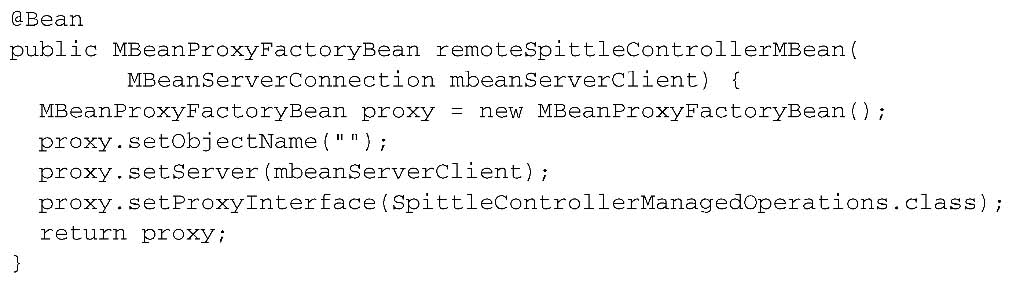 @Bean
public MBeanProxyFactoryBean remoteSpittleControllerMBean(
MBeanServerConnection mbeanServerClient) {
MBeanProxyFactoryBean proxy = new MBeanProxyFactoryBean();
proxy.setObjectName("");
proxy.setServer(mbeanServerClient);
proxy.setProxyInterface(SpittleControllerManagedOperations.class);
return proxy;
}